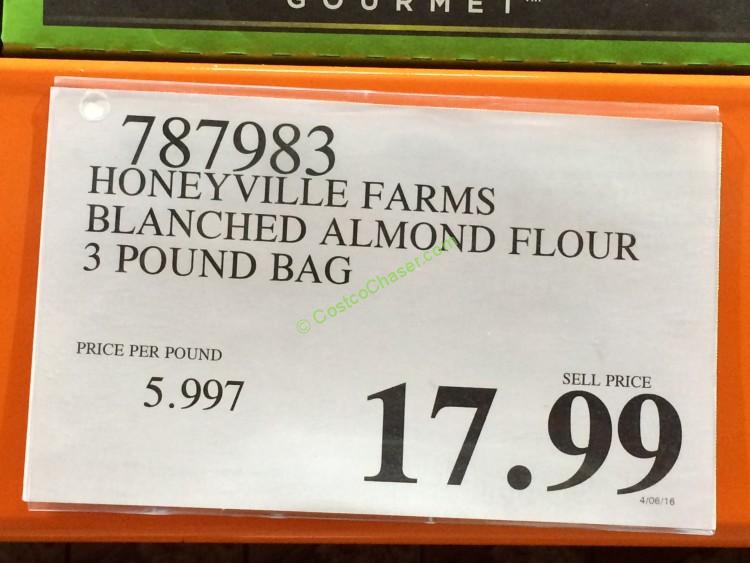 GOURMET™
787983
HONEYVILLE FARMS
BLANCHED ALMOND FLOUR
3 POUND BAG
© CostcoChaser.com
PRICE PER POUND
5.997
SELL PRICE
17.99
4/06/16